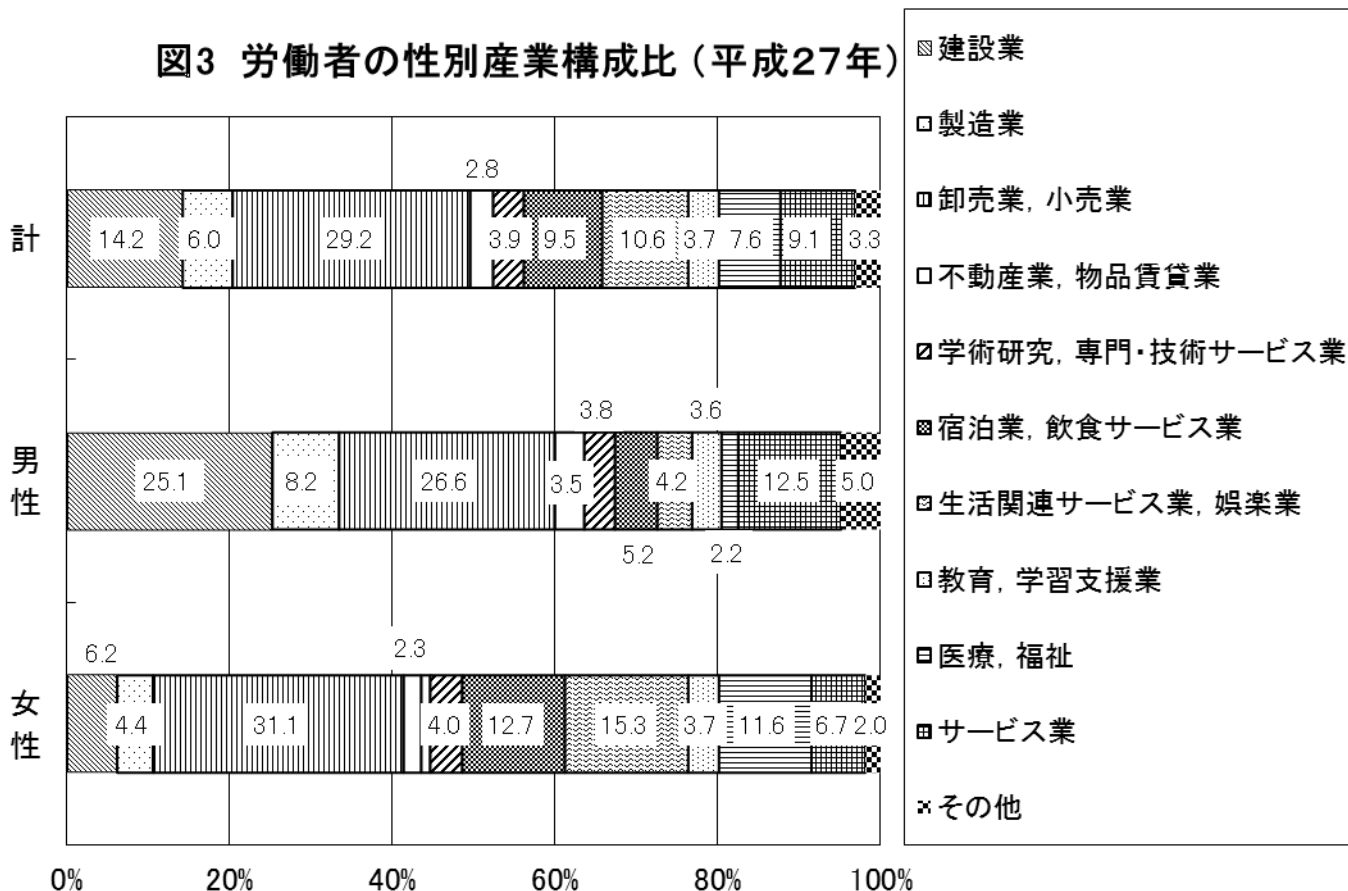 図3 労働者の性別産業構成比（平成27年）
計
2.8
14.2 6.0 29.2 3.9 9.5 10.6 3.7 7.6 9.1 3.3
男性
3.8 3.6
25.1 8.2 26.6 3.5 4.2 12.5 5.0
5.2 2.2
女性
6.2 2.3
4.4 31.1 4.0 12.7 15.3 3.7 11.6 6.7 2.0
0% 20% 40% 60% 80% 100%
建設業
製造業
卸売業，小売業
不動産業，物品賃貸業
学術研究，専門・技術サービス業
宿泊業，飲食サービス業
生活関連サービス業，娯楽業
教育，学習支援業
医療，福祉
サービス業
その他